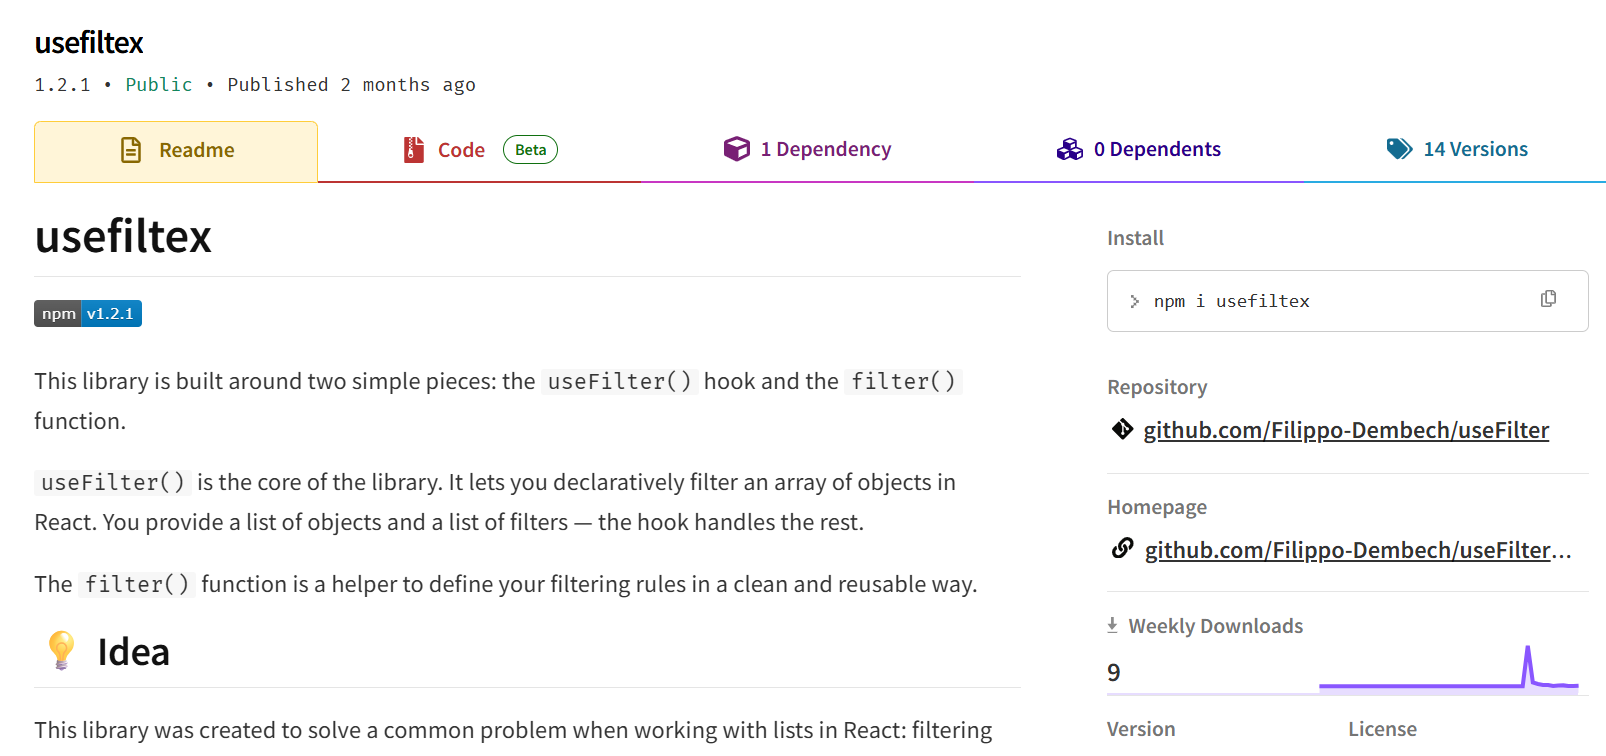 usefiltex
1.2.1 • Public • Published 2 months ago
Readme
Code Beta
1 Dependency
0 Dependents
14 Versions
usefiltex
npm v1.2.1
This library is built around two simple pieces: the useFilter() hook and the filter()
function.
useFilter() is the core of the library. It lets you declaratively filter an array of objects in
React. You provide a list of objects and a list of filters — the hook handles the rest.
The filter() function is a helper to define your filtering rules in a clean and reusable way.
💡 Idea
This library was created to solve a common problem when working with lists in React: filtering
Install
> npm i usefiltex
Repository
github.com/Filippo-Dembech/useFilter
Homepage
github.com/Filippo-Dembech/useFilter…
Weekly Downloads
9
Version
License